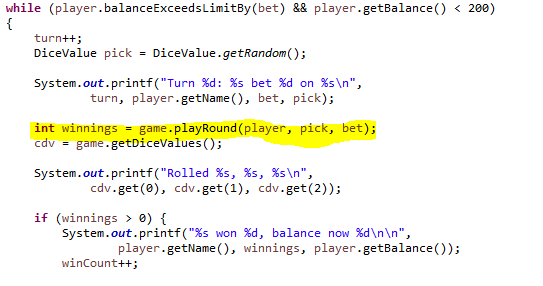 while (player.balanceExceedsLimitBy(bet) && player.getBalance() < 200)
{
turn++;
DiceValue pick = DiceValue.getRandom();
System.out.printf("Turn %d: %s bet %d on %s\n",
turn, player.getName(), bet, pick);
int winnings = game.playRound(player, pick, bet);
cdv = game.getDiceValues();
System.out.printf("Rolled %s, %s, %s\n",
cdv.get(0), cdv.get(1), cdv.get(2));
if (winnings > 0) {
System.out.printf("%s won %d, balance now %d\n\n",
player.getName(), winnings, player.getBalance());
winCount++;